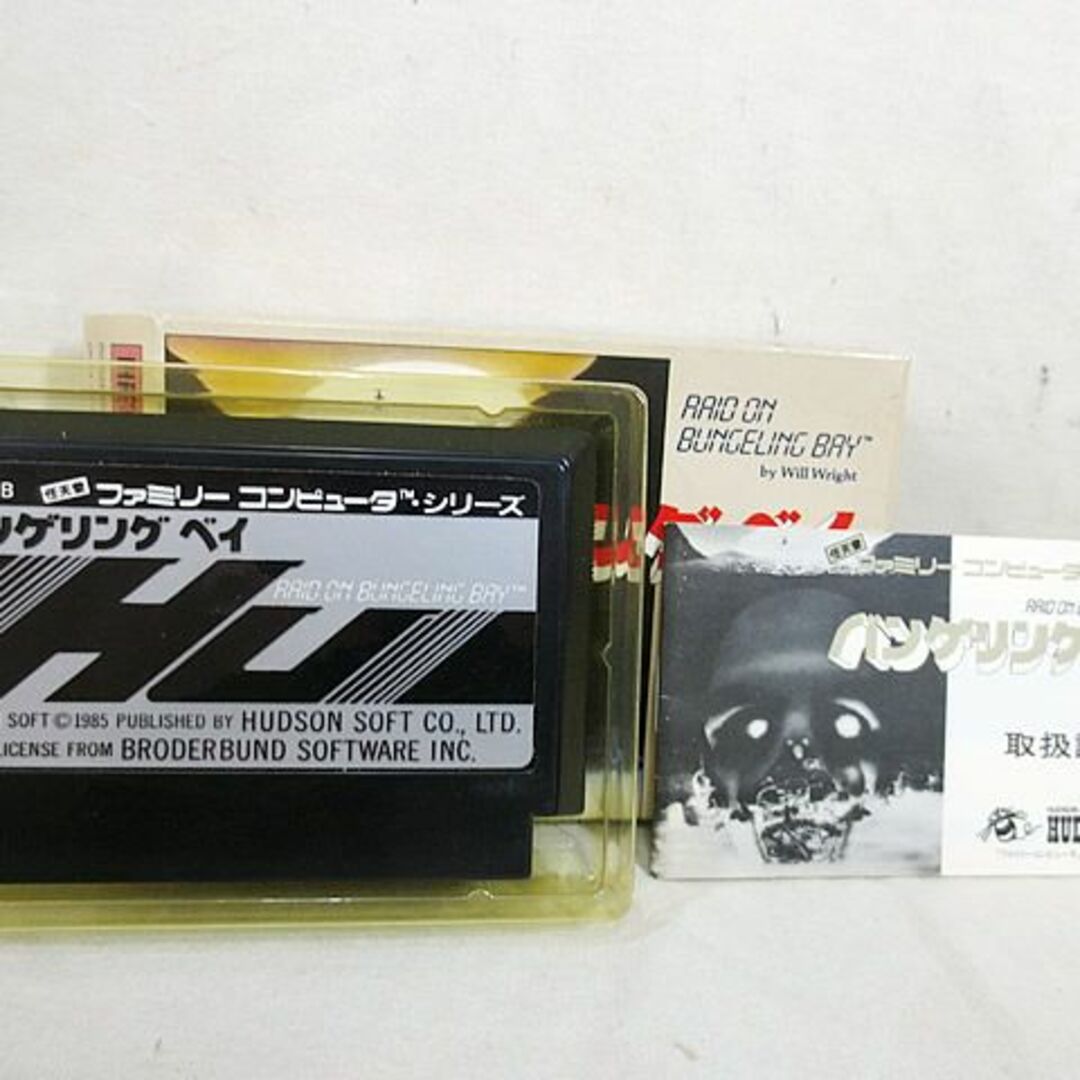 RAID ON
BUNGELING BAY™
by Will Wright
B 任天堂 ファミリー コンピュータ™・シリーズ
ンゲリング ベイ
RAID ON BUNGELING BAY™
HU
SOFT © 1985 PUBLISHED BY HUDSON SOFT CO., LTD.
LICENSE FROM BRODERBUND SOFTWARE INC.
任天堂 ファミリー コンピュータ
RAID ON
バンゲリング
取扱
HUD